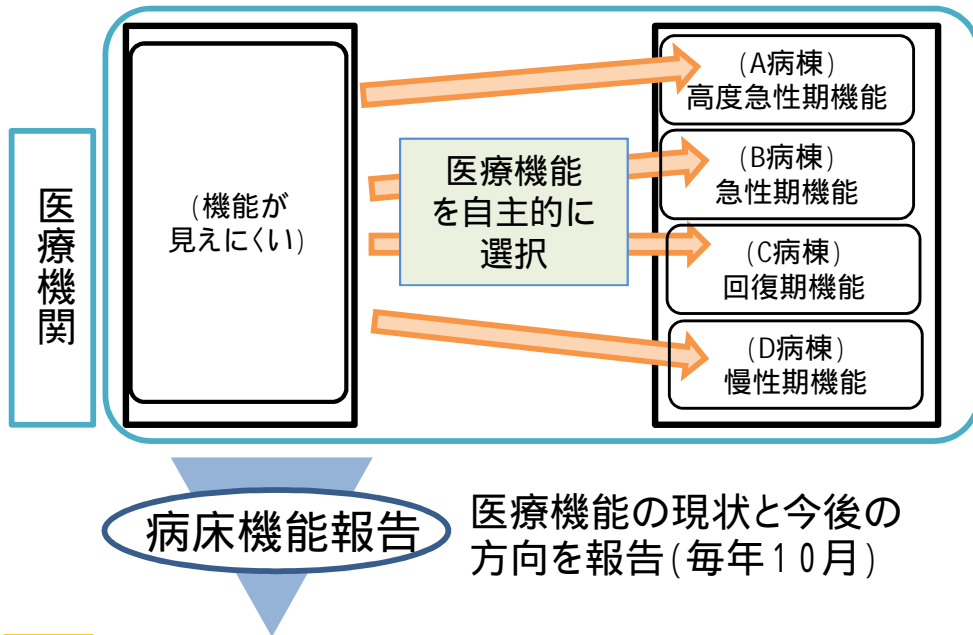 医療機関
(機能が
見えにくい)
医療機能
を自主的に
選択
(A病棟)
高度急性期機能
(B病棟)
急性期機能
(C病棟)
回復期機能
(D病棟)
慢性期機能
病床機能報告
医療機能の現状と今後の
方向を報告(毎年10月)